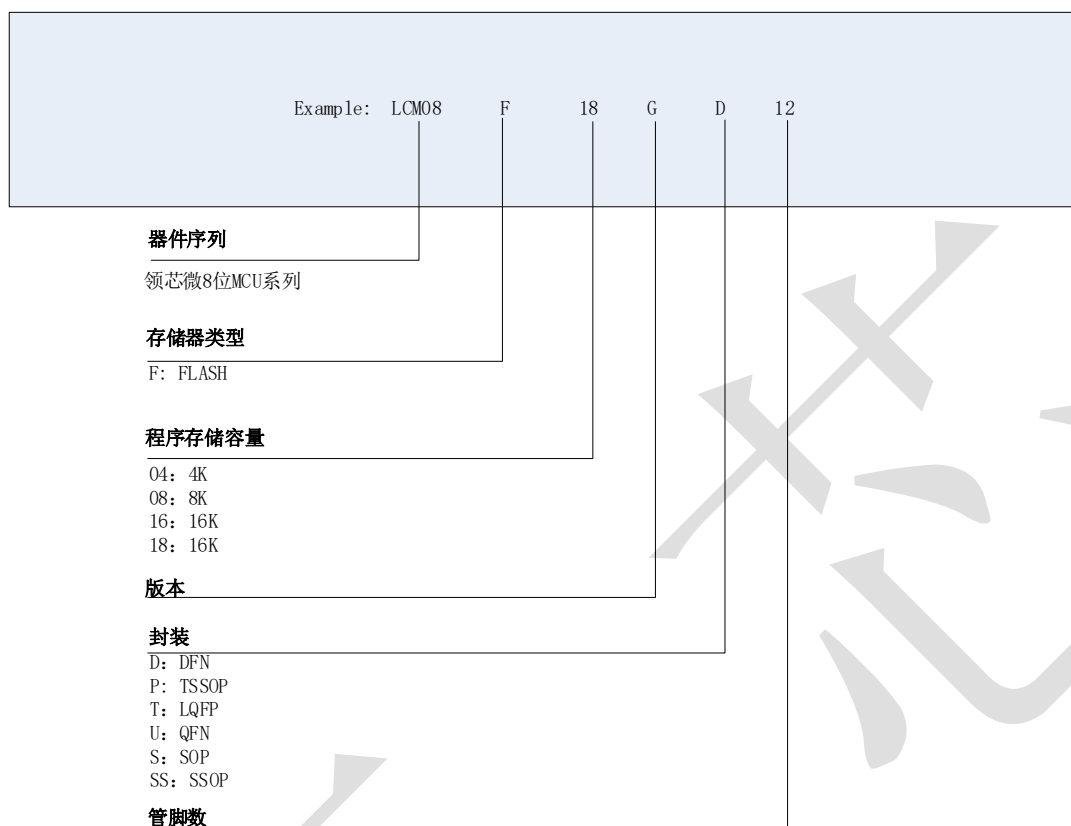 Example: LCM08 F 18 G D 12
器件序列
领芯微8位MCU系列
存储器类型
F: FLASH
程序存储容量
04: 4K
08: 8K
16: 16K
18: 16K
版本
封装
D: DFN
P: TSSOP
T: LQFP
U: QFN
S: SOP
SS: SSOP
管脚数